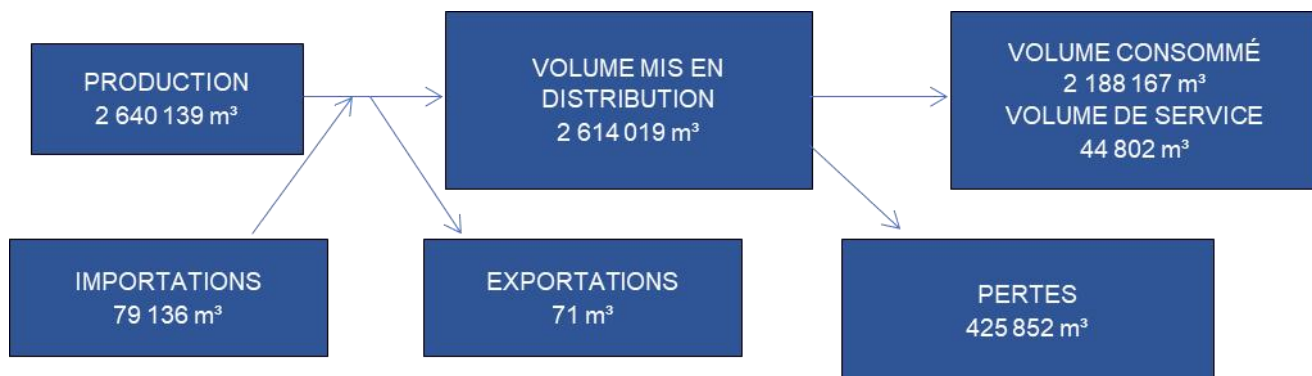 PRODUCTION
2 640 139 m³
VOLUME MIS EN
DISTRIBUTION
2 614 019 m³
VOLUME CONSOMMÉ
2 188 167 m³
VOLUME DE SERVICE
44 802 m³
IMPORTATIONS
79 136 m³
EXPORTATIONS
71 m³
PERTES
425 852 m³